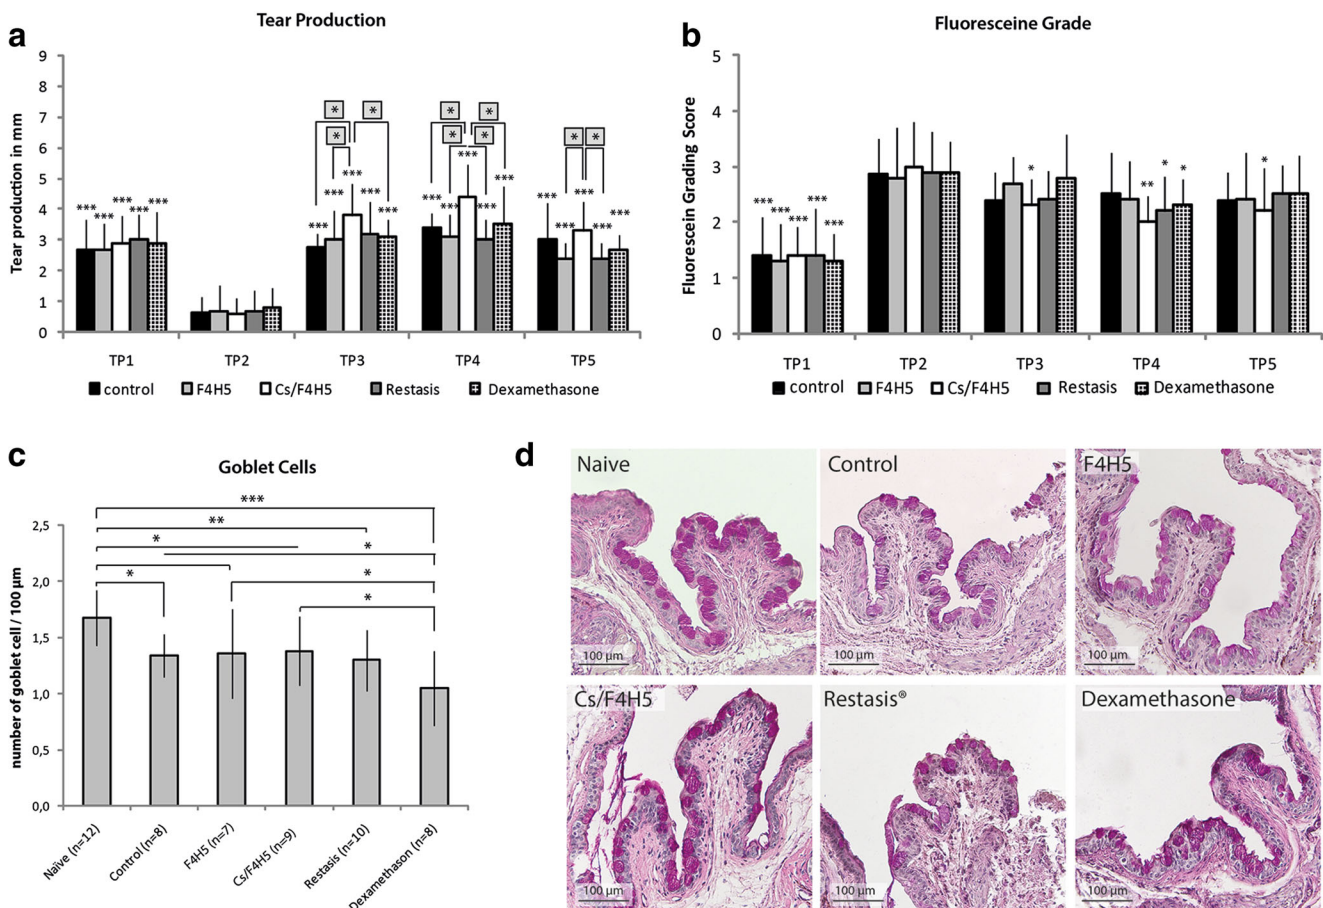 a
Tear Production
Tear production in mm
9
8
7
6
5
4
3
2
1
0
* * * * * *
* * * * *
*** *** *** *** ***
*** *** *** *** ***
*** *** *** *** ***
*** *** *** *** ***
TP1 TP2 TP3 TP4 TP5
control F4H5 Cs/F4H5 Restasis Dexamethasone
b
Fluoresceine Grade
Fluorescein Grading Score
5
4
3
2
1
0
*** *** *** *** ***
*
** * *
*
TP1 TP2 TP3 TP4 TP5
control F4H5 Cs/F4H5 Restasis Dexamethasone
c
Goblet Cells
number of goblet cell / 100 µm
2,5
2,0
1,5
1,0
0,5
0,0
***
**
* *
* *
*
Naïve (n=12)
Control (n=8)
F4H5 (n=7)
Cs/F4H5 (n=9)
Restasis (n=10)
Dexamethason (n=8)
d
Naive
100 µm
Control
100 µm
F4H5
100 µm
Cs/F4H5
100 µm
Restasis®
100 µm
Dexamethasone
100 µm